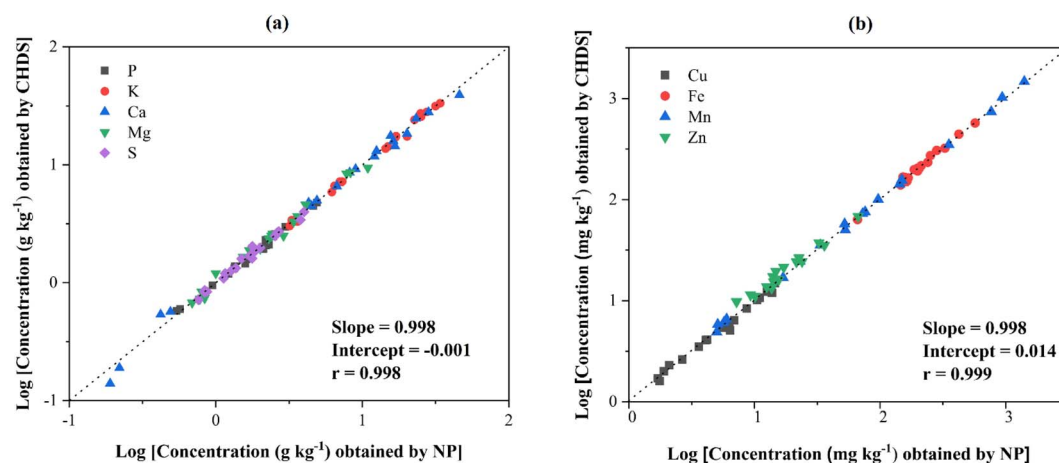 (a)
Log [Concentration (g kg⁻¹) obtained by CHDS]
2
1
0
-1
P
K
Ca
Mg
S
Slope = 0.998
Intercept = -0.001
r = 0.998
-1 0 1 2
Log [Concentration (g kg⁻¹) obtained by NP]
(b)
Log [Concentration (mg kg⁻¹) obtained by CHDS]
3
2
1
0
Cu
Fe
Mn
Zn
Slope = 0.998
Intercept = 0.014
r = 0.999
0 1 2 3
Log [Concentration (mg kg⁻¹) obtained by NP]